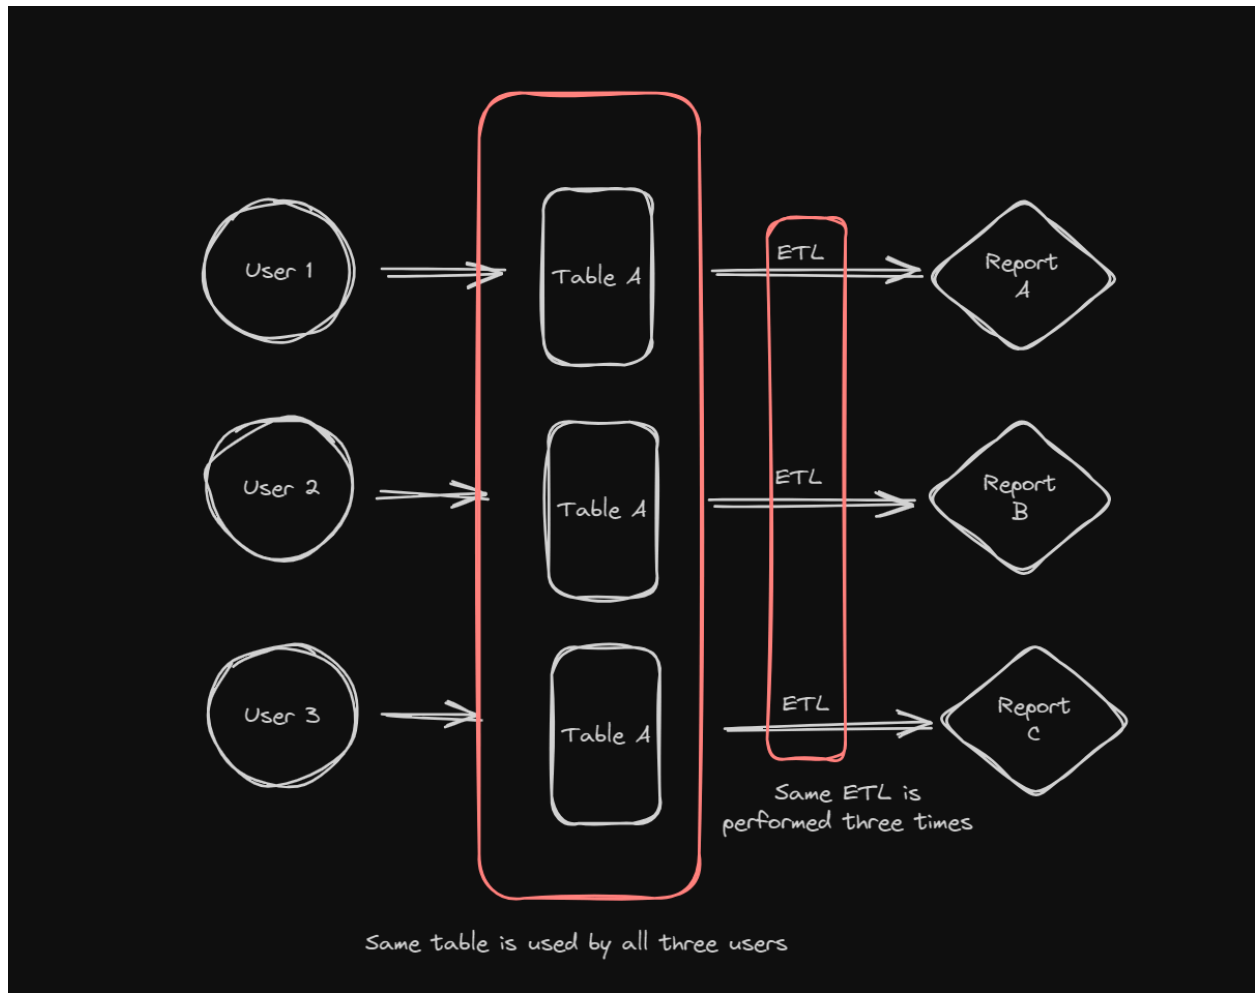 User 1
Table A
ETL
Report
A
User 2
Table A
ETL
Report
B
User 3
Table A
ETL
Report
C
Same ETL is
performed three times
Same table is used by all three users